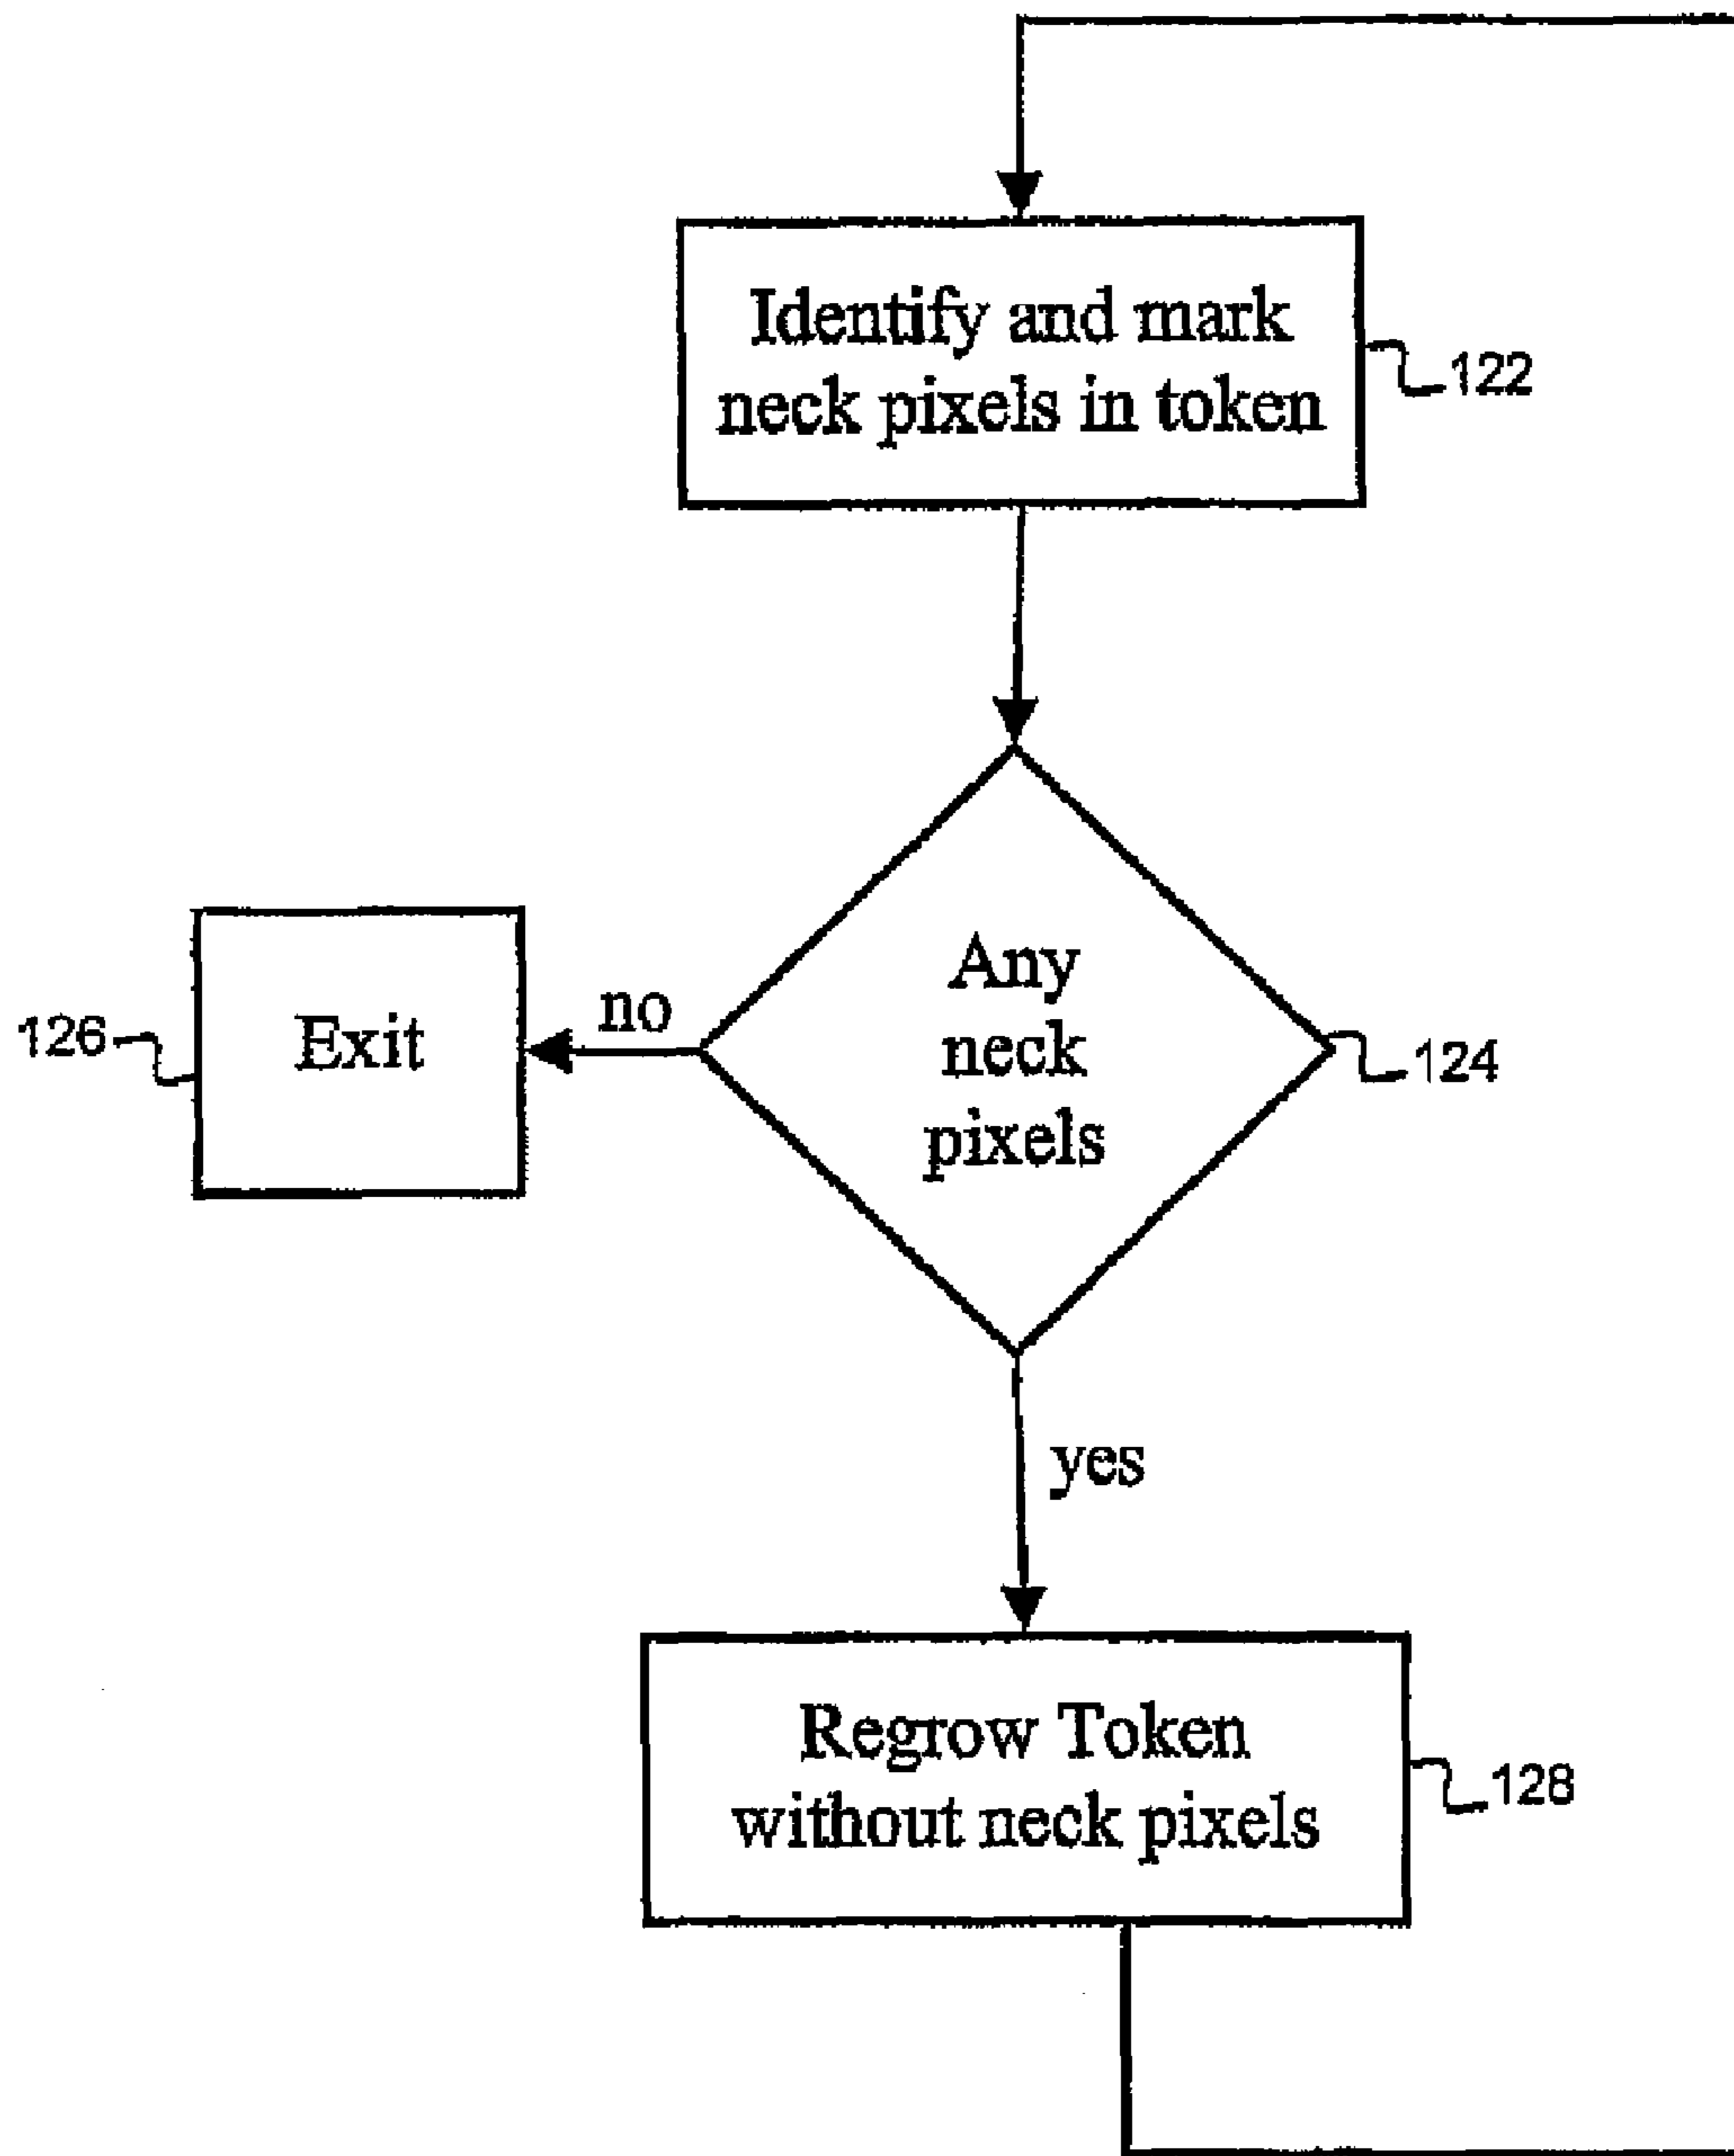 Identify and mark
neck pixels in token
122
Any
neck
pixels
124
no
Exit
126
yes
Regrow Token
without neck pixels
128